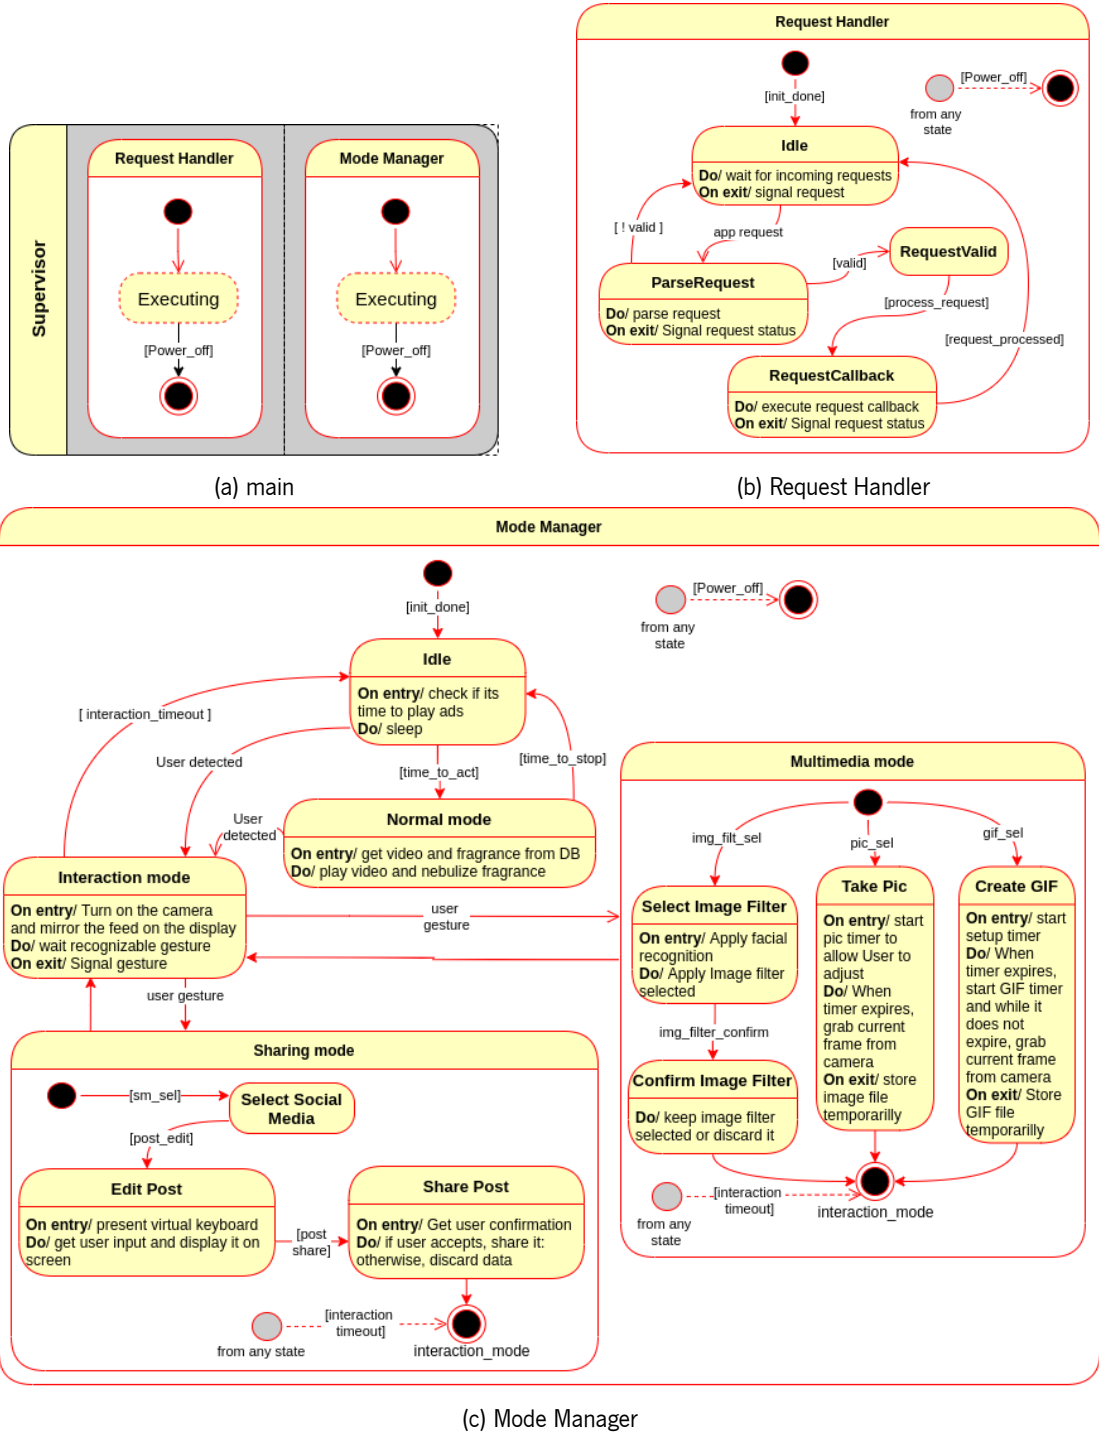 Supervisor
Request Handler
Executing
[Power_off]
Mode Manager
Executing
[Power_off]
(a) main
Request Handler
[init_done]
[Power_off]
from any
state
Idle
Do/ wait for incoming requests
On exit/ signal request
[ ! valid ]
app request
[valid]
RequestValid
ParseRequest
Do/ parse request
On exit/ Signal request status
[process_request]
[request_processed]
RequestCallback
Do/ execute request callback
On exit/ Signal request status
(b) Request Handler
Mode Manager
[init_done]
[Power_off]
from any
state
Idle
On entry/ check if its
time to play ads
Do/ sleep
[ interaction_timeout ]
User detected
[time_to_act]
[time_to_stop]
User
detected
Normal mode
On entry/ get video and fragrance from DB
Do/ play video and nebulize fragrance
Interaction mode
On entry/ Turn on the camera
and mirror the feed on the display
Do/ wait recognizable gesture
On exit/ Signal gesture
user
gesture
user gesture
Multimedia mode
img_filt_sel
pic_sel
gif_sel
Select Image Filter
On entry/ Apply facial
recognition
Do/ Apply Image filter
selected
img_filter_confirm
Confirm Image Filter
Do/ keep image filter
selected or discard it
Take Pic
On entry/ start
pic timer to
allow User to
adjust
Do/ When
timer expires,
grab current
frame from
camera
On exit/ store
image file
temporarilly
Create GIF
On entry/ start
setup timer
Do/ When
timer expires,
start GIF timer
and while it
does not
expire, grab
current frame
from camera
On exit/ Store
GIF file
temporarilly
[interaction
timeout]
from any
state
interaction_mode
Sharing mode
[sm_sel]
Select Social
Media
[post_edit]
Edit Post
On entry/ present virtual keyboard
Do/ get user input and display it on
screen
[post
share]
Share Post
On entry/ Get user confirmation
Do/ if user accepts, share it:
otherwise, discard data
[interaction
timeout]
from any state
interaction_mode
(c) Mode Manager